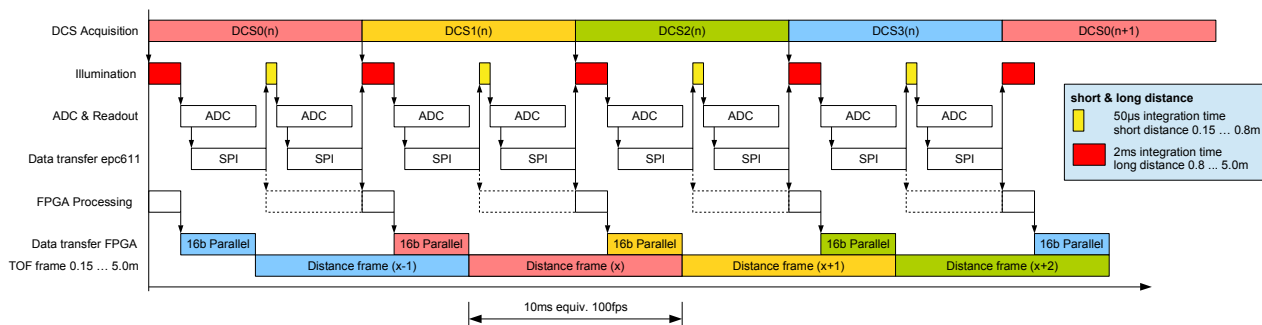 DCS Acquisition DCS0(n) DCS1(n) DCS2(n) DCS3(n) DCS0(n+1)
Illumination
ADC & Readout ADC ADC ADC ADC ADC ADC ADC ADC
Data transfer epc611 SPI SPI SPI SPI SPI SPI SPI SPI
FPGA Processing
Data transfer FPGA 16b Parallel 16b Parallel 16b Parallel 16b Parallel 16b Parallel
TOF frame 0.15 … 5.0m Distance frame (x-1) Distance frame (x) Distance frame (x+1) Distance frame (x+2)
10ms equiv. 100fps
short & long distance
50µs integration time
short distance 0.15 … 0.8m
2ms integration time
long distance 0.8 ... 5.0m